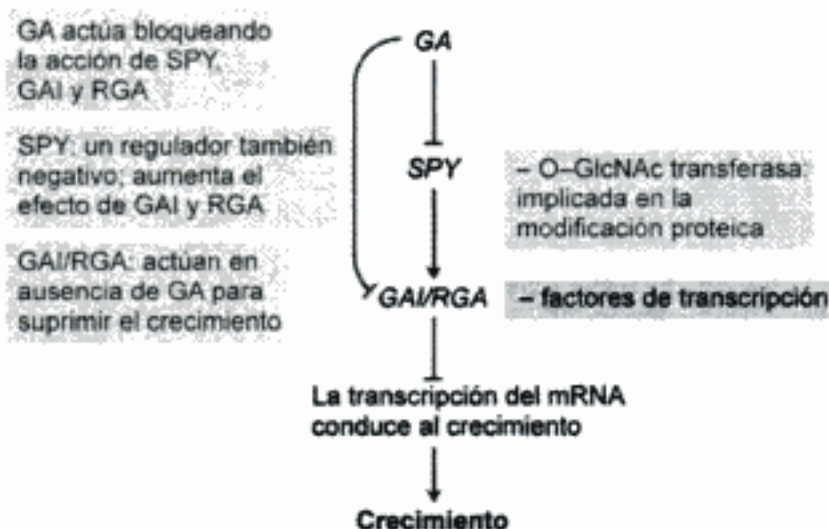 GA actúa bloqueando
la acción de SPY,
GAI y RGA
GA
SPY: un regulador también
negativo; aumenta el
efecto de GAI y RGA
SPY
– O–GlcNAc transferasa:
implicada en la
modificación proteica
GAI/RGA: actúan en
ausencia de GA para
suprimir el crecimiento
GAI/RGA
– factores de transcripción
La transcripción del mRNA
conduce al crecimiento
Crecimiento